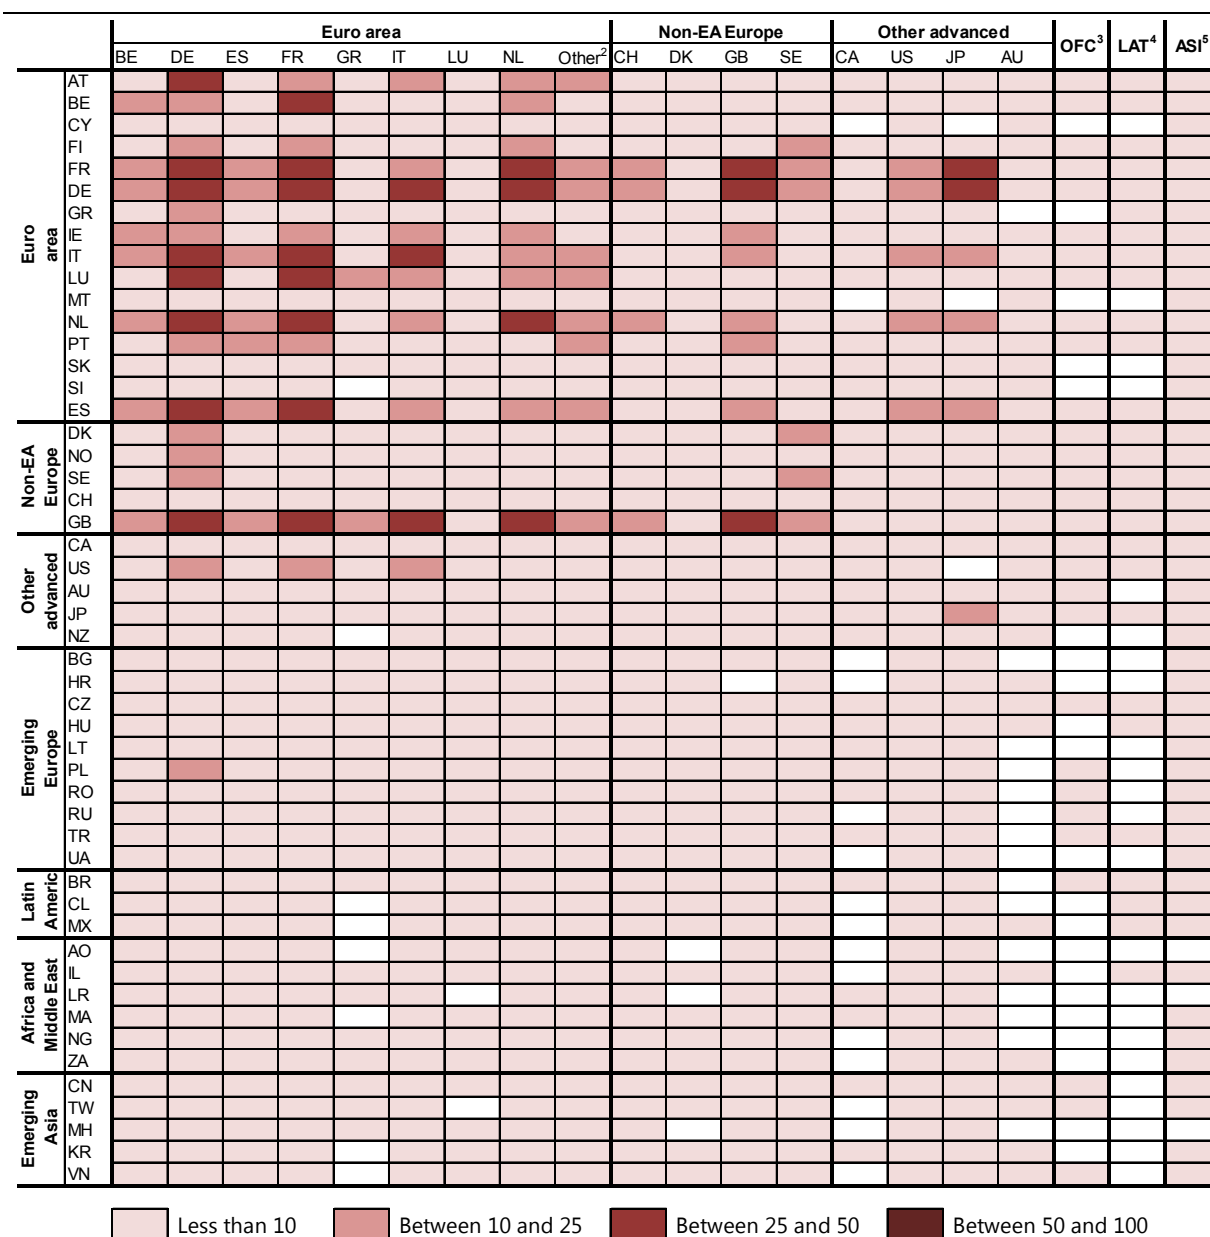 Euro area Non-EA Europe Other advanced OFC3 LAT4 ASI5
BE DE ES FR GR IT LU NL Other2 CH DK GB SE CA US JP AU
Euro area
AT
BE
CY
FI
FR
DE
GR
IE
IT
LU
MT
NL
PT
SK
SI
ES
Non-EA Europe
DK
NO
SE
CH
GB
Other advanced
CA
US
AU
JP
NZ
Emerging Europe
BG
HR
CZ
HU
LT
PL
RO
RU
TR
UA
Latin Americ
BR
CL
MX
Africa and Middle East
AO
IL
LR
MA
NG
ZA
Emerging Asia
CN
TW
MH
KR
VN
Less than 10 Between 10 and 25 Between 25 and 50 Between 50 and 100